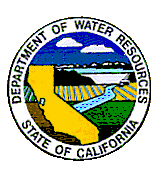 DEPARTMENT OF WATER RESOURCES
STATE OF CALIFORNIA